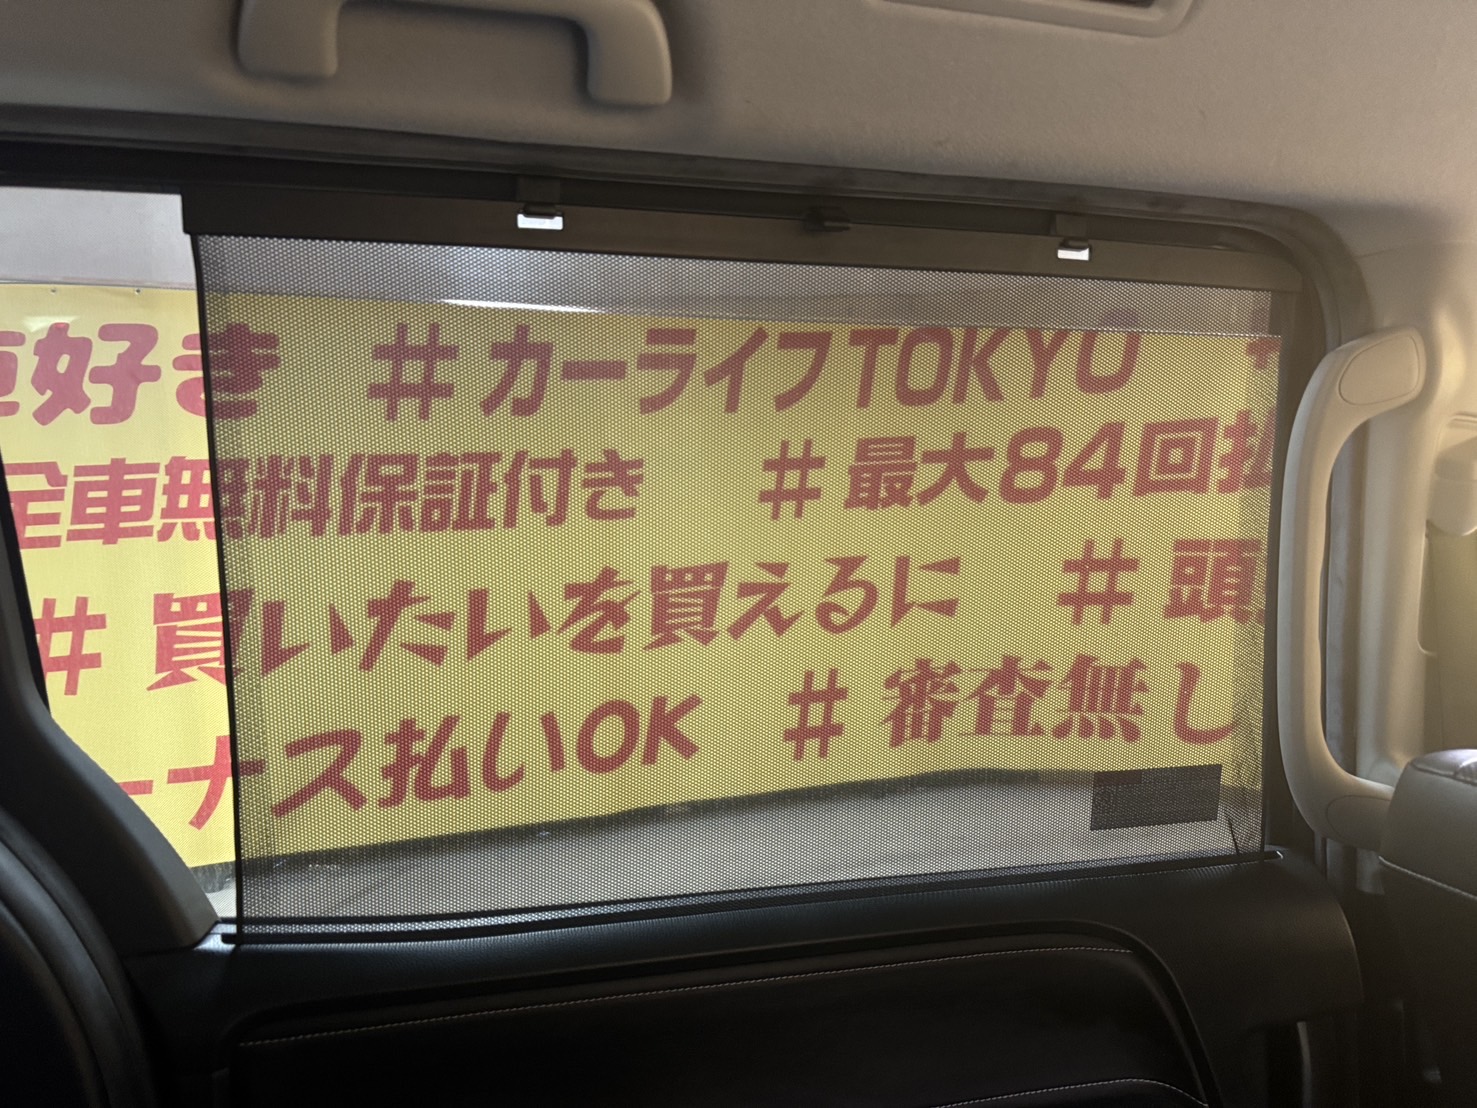 車好き #カーライフTOKYO #
全車無料保証付き #最大84回払
#買いたいを買えるに #頭
ーナス払いOK #審査無し